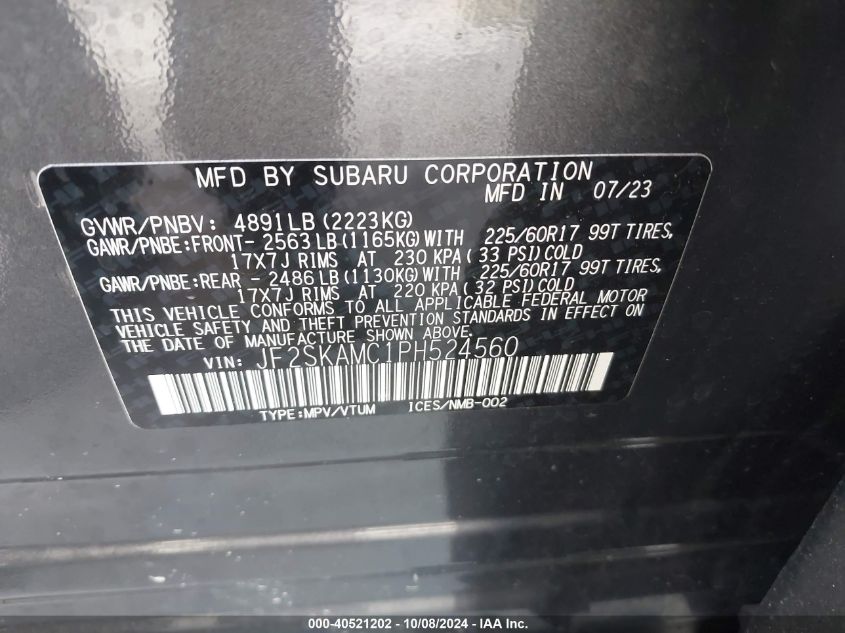 MFD BY SUBARU CORPORATION
MFD IN 07/23
GVWR/PNBV: 4891LB(2223KG)
GAWR/PNBE:FRONT- 2563LB(1165KG)WITH 225/60R17 99T TIRES,
17X7J RIMS AT 230 KPA(33 PSI)COLD
GAWR/PNBE:REAR - 2486LB(1130KG)WITH 225/60R17 99T TIRES,
17X7J RIMS AT 220 KPA(32 PSI)COLD
THIS VEHICLE CONFORMS TO ALL APPLICABLE FEDERAL MOTOR
VEHICLE SAFETY AND THEFT PREVENTION STANDARDS IN EFFECT ON
THE DATE OF MANUFACTURE SHOWN ABOVE.
VIN: JF2SKAMC1PH524560
TYPE:MPV/VTUM ICES/NMB-002
000-40521202 - 10/08/2024 - IAA Inc.